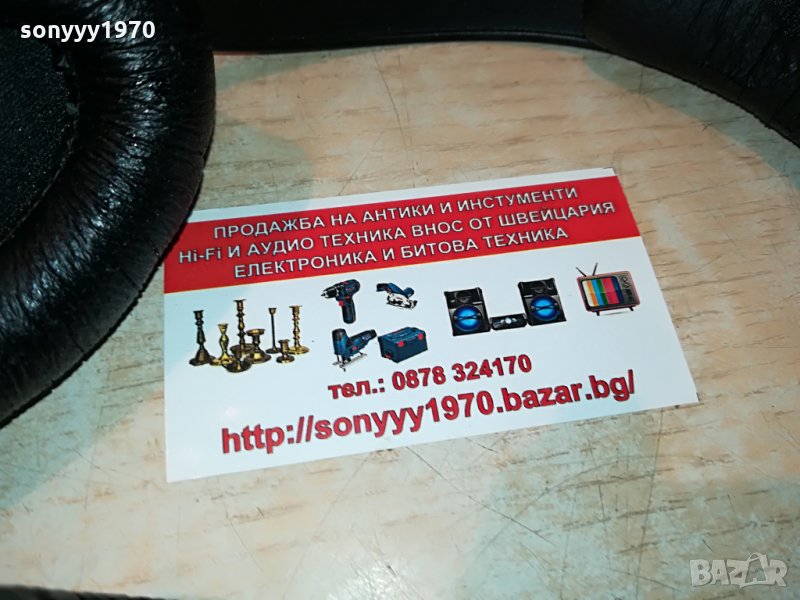 sonyyy1970
ПРОДАЖБА НА АНТИКИ И ИНСТУМЕНТИ
Hi-Fi И АУДИО ТЕХНИКА ВНОС ОТ ШВЕЙЦАРИЯ
ЕЛЕКТРОНИКА И БИТОВА ТЕХНИКА
тел.: 0878 324170
http://sonyyy1970.bazar.bg/
BAZAR
bg